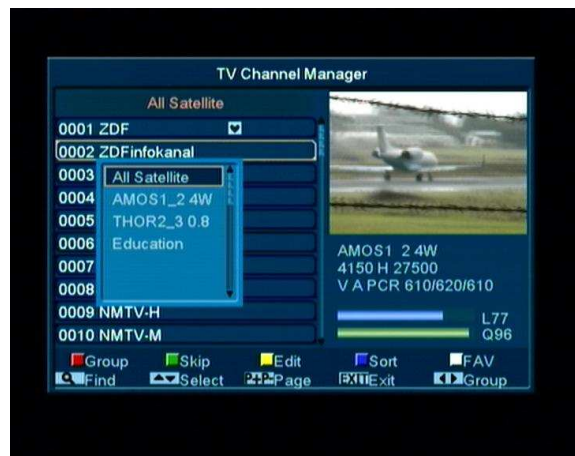 TV Channel Manager
All Satellite
0001 ZDF
0002 ZDFinfokanal
0003
0004
0005
0006
0007
0008
0009 NMTV-H
0010 NMTV-M
All Satellite
AMOS1_2 4W
THOR2_3 0.8
Education
AMOS1 2 4W
4150 H 27500
V A PCR 610/620/610
L77
Q96
Group Skip Edit Sort FAV
Find Select P+P- Page EXIT Exit Group